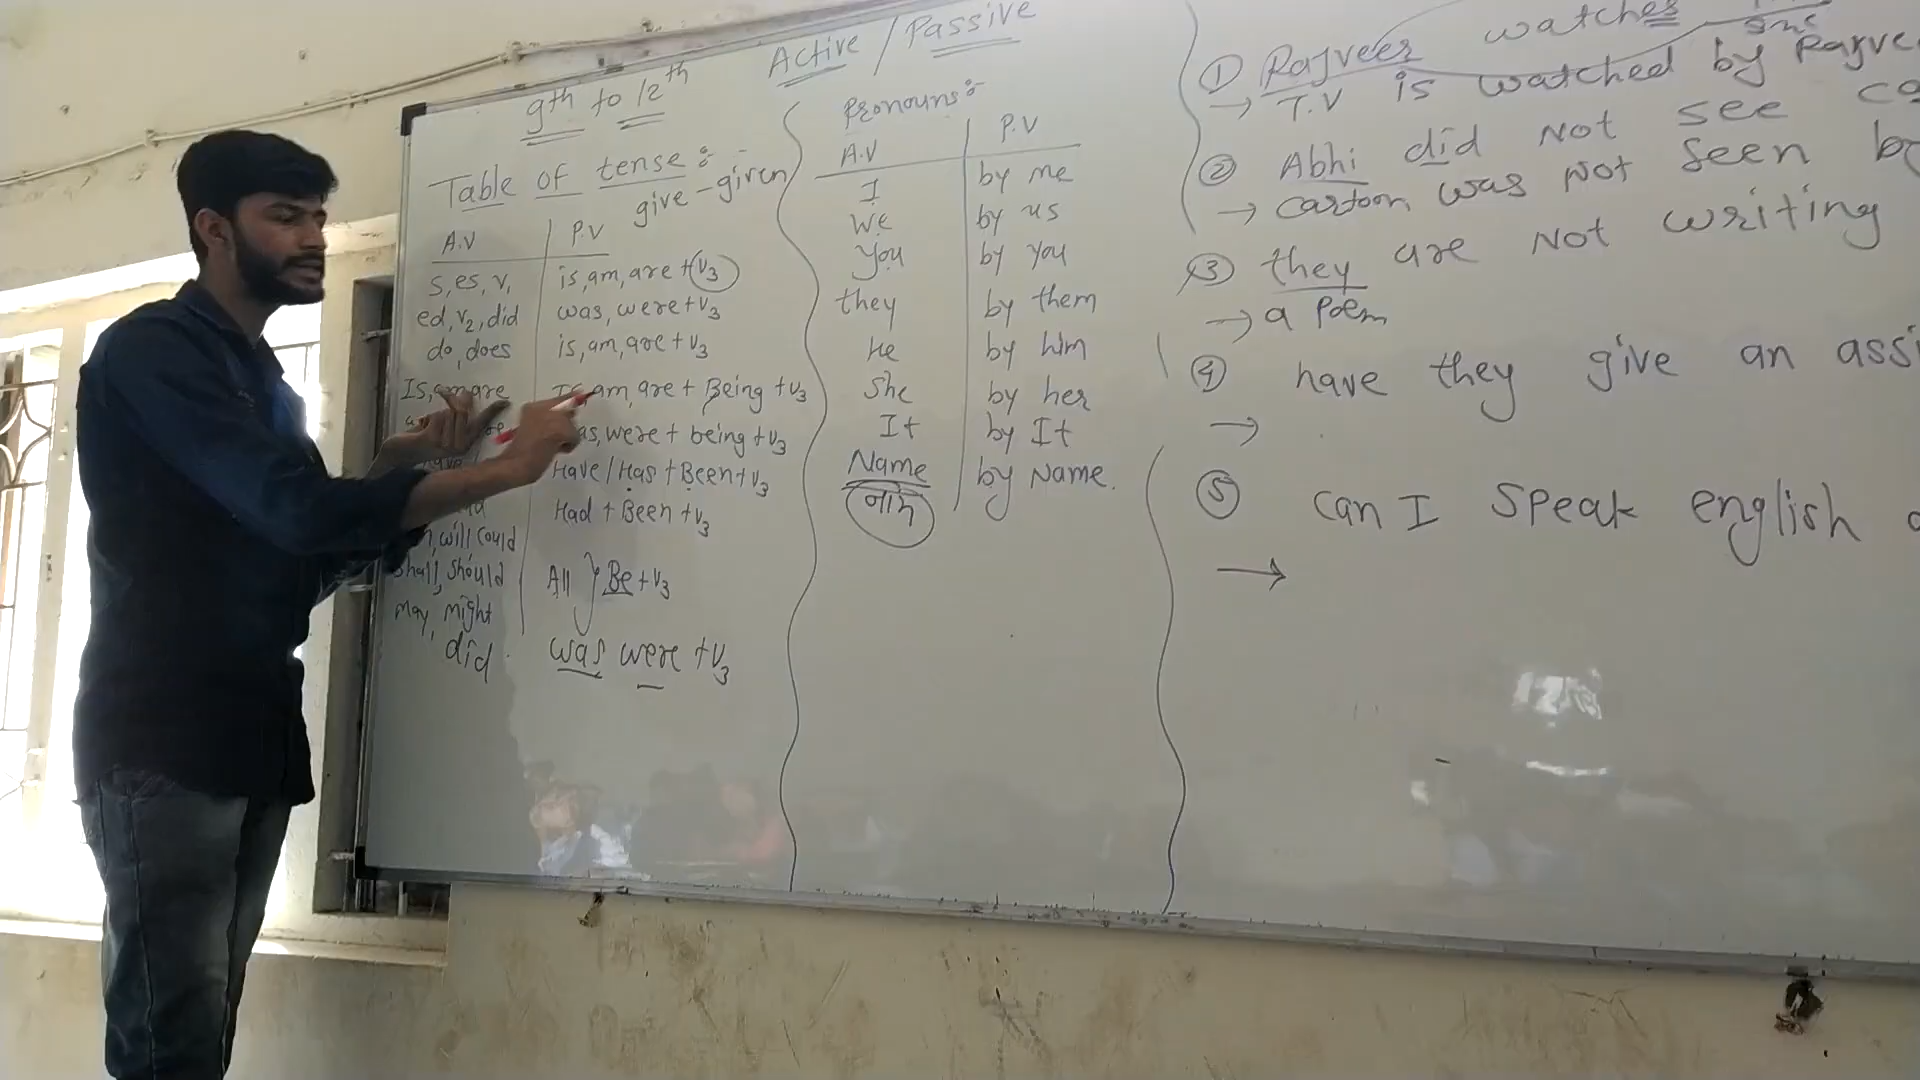 Active / Passive
9th to 12th
Table of tense :-
give - given
A.V P.V
s, es, v, is, am, are + v3
ed, v2, did was, were + v3
do, does is, am, are + v3
Is, am are Is, am, are + Being + v3
was, were + being + v3
Have / Has + Been + v3
Had + Been + v3
will could
shall, should All } Be + v3
may, might
did was were + v3
Pronouns :-
A.V P.V
I by me
We by us
You by you
they by them
He by him
She by her
It by It
Name by Name.
नाम
① Rajveer watches
→ T.V is watched by
② Abhi did not see
→ cartoon was not seen
③ they are not writing
→ a poem
④ have they give an
→
⑤ can I speak english
→